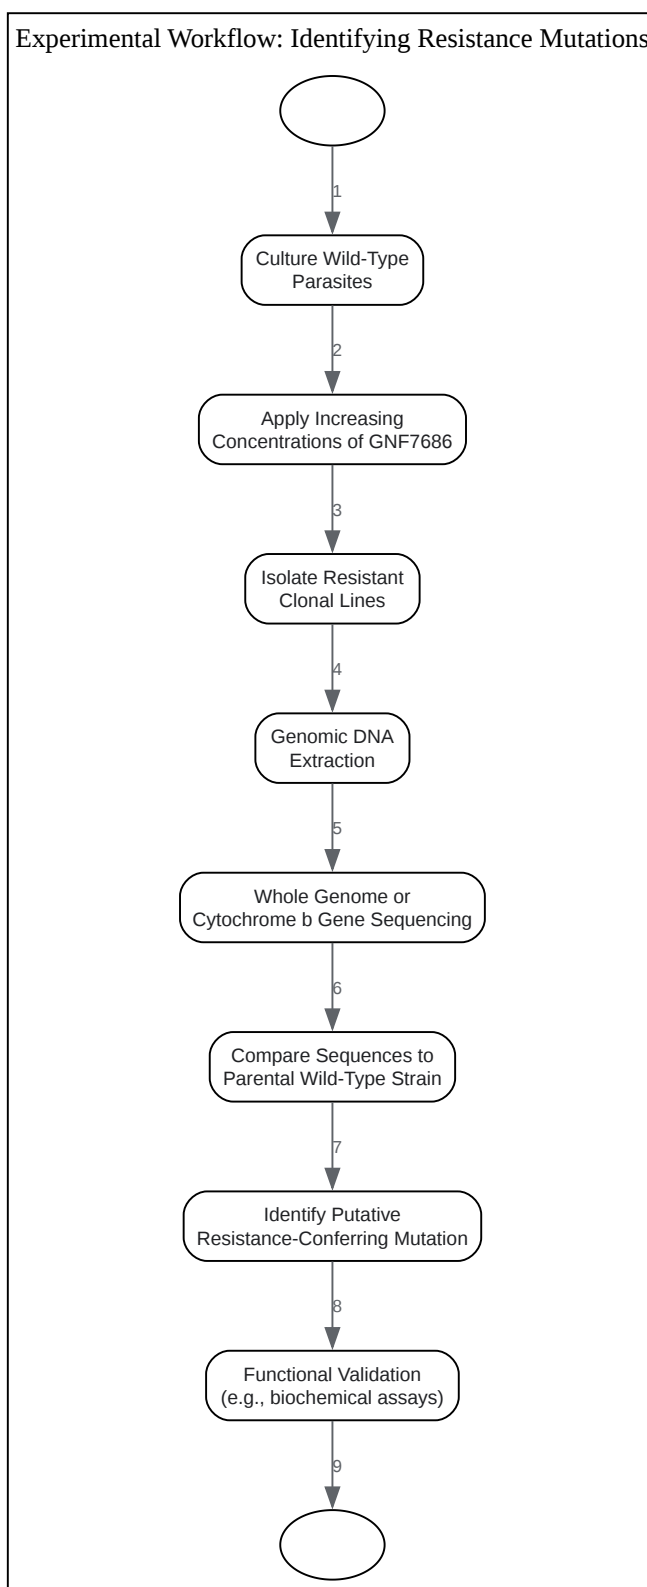 Experimental Workflow: Identifying Resistance Mutations
1
Culture Wild-Type
Parasites
2
Apply Increasing
Concentrations of GNF7686
3
Isolate Resistant
Clonal Lines
4
Genomic DNA
Extraction
5
Whole Genome or
Cytochrome b Gene Sequencing
6
Compare Sequences to
Parental Wild-Type Strain
7
Identify Putative
Resistance-Conferring Mutation
8
Functional Validation
(e.g., biochemical assays)
9